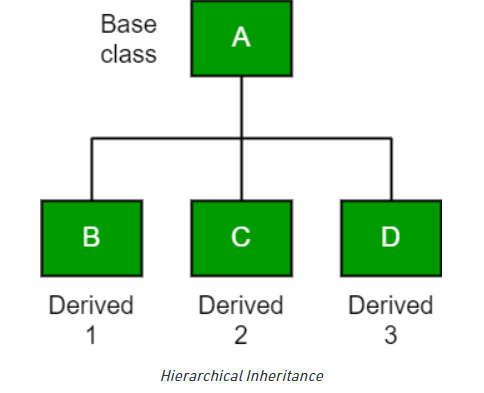 Base
class
A
B
C
D
Derived
1
Derived
2
Derived
3
Hierarchical Inheritance